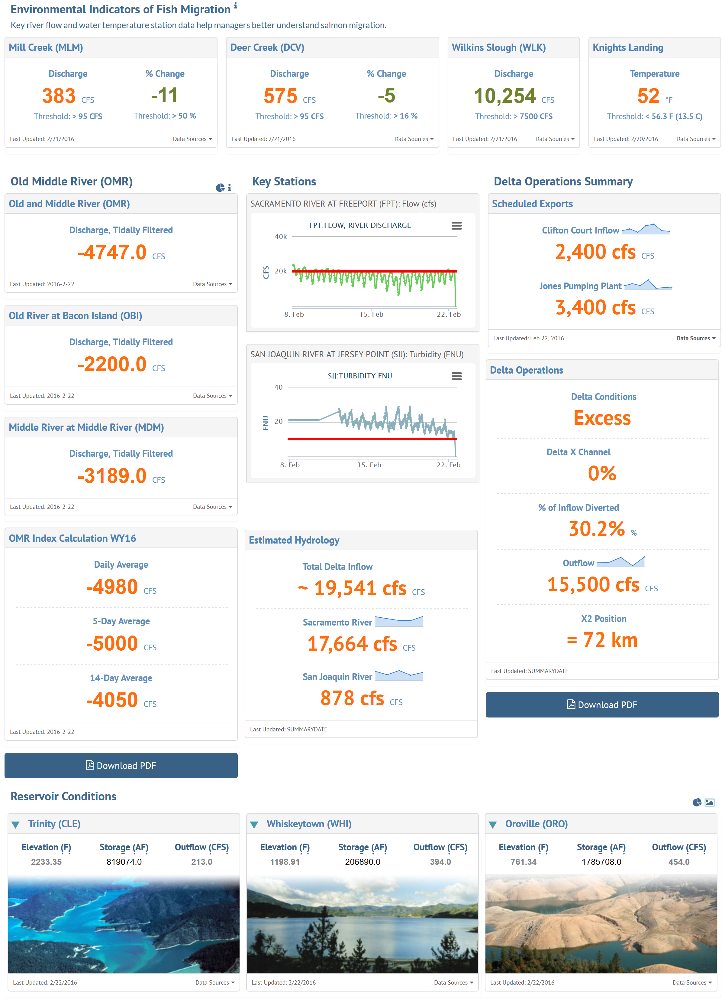 Environmental Indicators of Fish Migration i
Key river flow and water temperature station data help managers better understand salmon migration.
Mill Creek (MLM)
Discharge
% Change
383 CFS
-11
Threshold: > 95 CFS
Threshold: > 50 %
Last Updated: 2/21/2016
Data Sources
Deer Creek (DCV)
Discharge
% Change
575 CFS
-5
Threshold: > 95 CFS
Threshold: > 16 %
Last Updated: 2/21/2016
Data Sources
Wilkins Slough (WLK)
Discharge
10,254 CFS
Threshold: > 7500 CFS
Last Updated: 2/21/2016
Data Sources
Knights Landing
Temperature
52 °F
Threshold: < 56.3 F (13.5 C)
Last Updated: 2/20/2016
Data Sources
Old Middle River (OMR)
i
Old and Middle River (OMR)
Discharge, Tidally Filtered
-4747.0 CFS
Last Updated: 2016-2-22
Data Sources
Old River at Bacon Island (OBI)
Discharge, Tidally Filtered
-2200.0 CFS
Last Updated: 2016-2-22
Data Sources
Middle River at Middle River (MDM)
Discharge, Tidally Filtered
-3189.0 CFS
Last Updated: 2016-2-22
Data Sources
OMR Index Calculation WY16
Daily Average
-4980 CFS
5-Day Average
-5000 CFS
14-Day Average
-4050 CFS
Last Updated: 2016-2-22
Download PDF
Key Stations
SACRAMENTO RIVER AT FREEPORT (FPT): Flow (cfs)
FPT:FLOW, RIVER DISCHARGE
40k
CFS
20k
8. Feb
15. Feb
22. Feb
SAN JOAQUIN RIVER AT JERSEY POINT (SJJ): Turbidity (FNU)
SJJ:TURBIDITY FNU
40
FNU
20
8. Feb
15. Feb
22. Feb
Estimated Hydrology
Total Delta Inflow
~ 19,541 cfs CFS
Sacramento River
17,664 cfs CFS
San Joaquin River
878 cfs CFS
Last Updated: SUMMARYDATE
Delta Operations Summary
Scheduled Exports
Clifton Court Inflow
2,400 cfs CFS
Jones Pumping Plant
3,400 cfs CFS
Last Updated: Feb 22, 2016
Data Sources
Delta Operations
Delta Conditions
Excess
Delta X Channel
0%
% of Inflow Diverted
30.2% %
Outflow
15,500 cfs CFS
X2 Position
= 72 km
Last Updated: SUMMARYDATE
Download PDF
Reservoir Conditions
Trinity (CLE)
Elevation (F)
Storage (AF)
Outflow (CFS)
2233.35
819074.0
213.0
Last Updated: 2/22/2016
Data Sources
Whiskeytown (WHI)
Elevation (F)
Storage (AF)
Outflow (CFS)
1198.91
206890.0
394.0
Last Updated: 2/22/2016
Data Sources
Oroville (ORO)
Elevation (F)
Storage (AF)
Outflow (CFS)
761.34
1785708.0
454.0
Last Updated: 2/22/2016
Data Sources